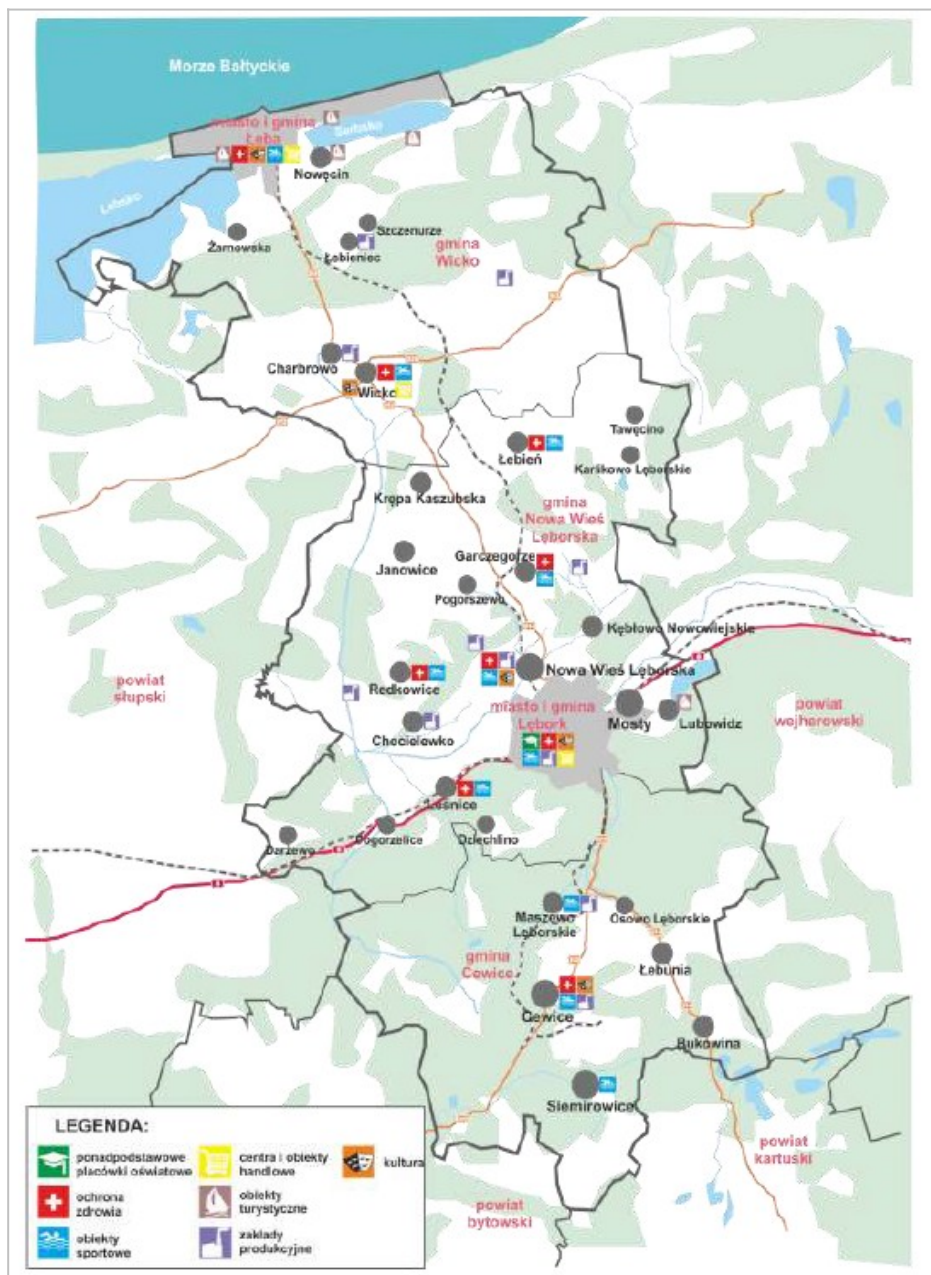 Morze Bałtyckie
miasto i gmina
Łeba
Sarbsko
Nowęcin
Łebsko
Żarnowska
Szczenurze
Łebieniec
gmina
Wicko
Charbrowo
Wicko
Tawęcino
Łebień
Karlikowo Lęborskie
Krępa Kaszubska
gmina
Nowa Wieś
Lęborska
Garczegorze
Janowice
Pogorszewo
Kębłowo Nowowiejskie
Nowa Wieś Lęborska
powiat
słupski
Redkowice
miasto i gmina
Lębork
Mosty
Lubowidz
powiat
wejherowski
Chocielewko
Leśnice
Darżewo
Pogorzelice
Dziechlino
Maszewo
Lęborskie
Osowo Lęborskie
gmina
Cewice
Łebunia
Cewice
Bukowina
Siemirowice
powiat
kartuski
powiat
bytowski
LEGENDA:
ponadpodstawowe
placówki oświatowe
centra i obiekty
handlowe
kultura
ochrona
zdrowia
obiekty
turystyczne
obiekty
sportowe
zakłady
produkcyjne